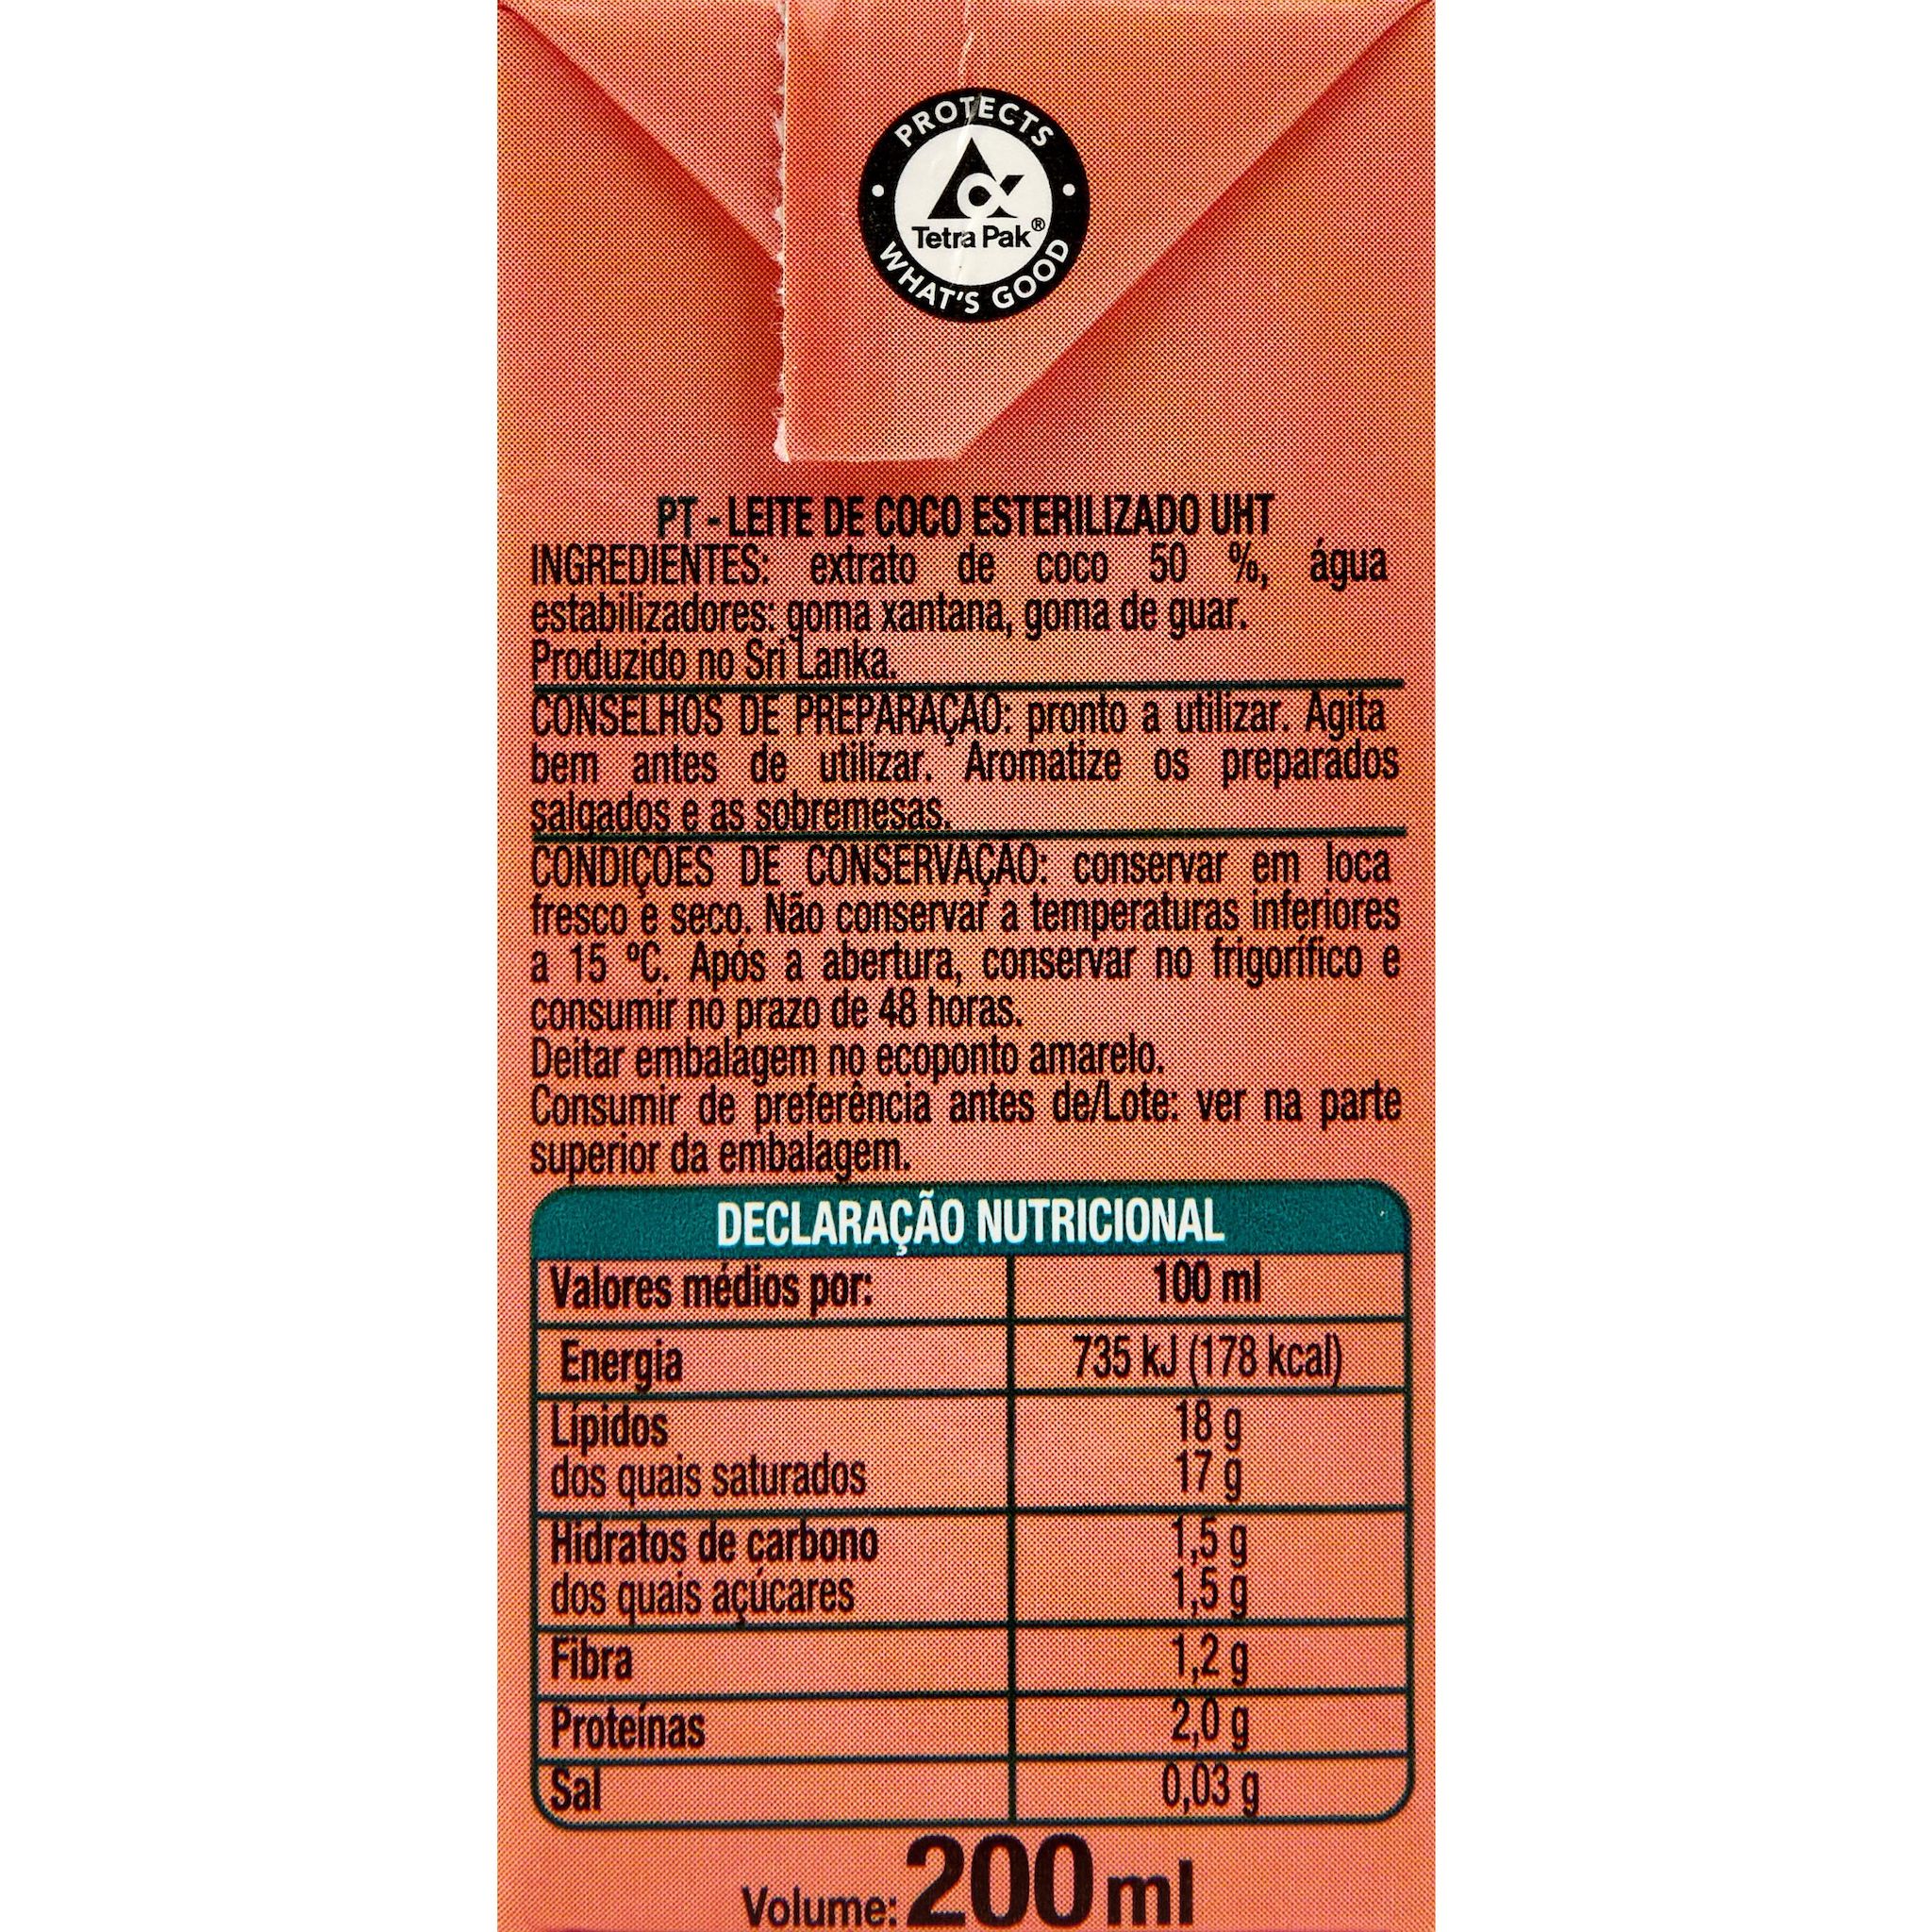 PROTECTS
Tetra Pak®
WHAT'S GOOD
PT - LEITE DE COCO ESTERILIZADO UHT
INGREDIENTES: extrato de coco 50 %, água
estabilizadores: goma xantana, goma de guar.
Produzido no Sri Lanka.
CONSELHOS DE PREPARAÇÃO: pronto a utilizar. Agita
bem antes de utilizar. Aromatize os preparados
salgados e as sobremesas.
CONDIÇÕES DE CONSERVAÇÃO: conservar em loca
fresco e seco. Não conservar a temperaturas inferiores
a 15 ºC. Após a abertura, conservar no frigorífico e
consumir no prazo de 48 horas.
Deitar embalagem no ecoponto amarelo.
Consumir de preferência antes de/Lote: ver na parte
superior da embalagem.
DECLARAÇÃO NUTRICIONAL
Valores médios por: 100 ml
Energia 735 kJ (178 kcal)
Lípidos 18 g
dos quais saturados 17 g
Hidratos de carbono 1,5 g
dos quais açúcares 1,5 g
Fibra 1,2 g
Proteínas 2,0 g
Sal 0,03 g
Volume: 200 ml